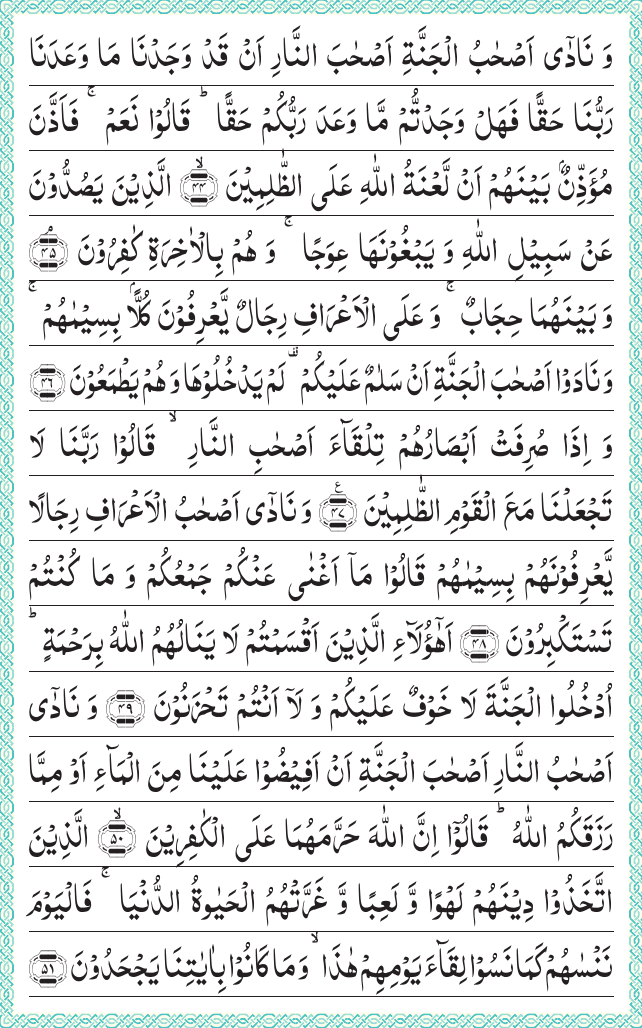 وَ نَادٰۤی اَصْحٰبُ الْجَنَّةِ اَصْحٰبَ النَّارِ اَنْ قَدْ وَجَدْنَا مَا وَعَدَنَا
رَبُّنَا حَقًّا فَهَلْ وَجَدْتُّمْ مَّا وَعَدَ رَبُّكُمْ حَقًّا ؕ قَالُوْا نَعَمْ ۚ فَاَذَّنَ
مُؤَذِّنٌۢ بَیْنَهُمْ اَنْ لَّعْنَةُ اللّٰهِ عَلَی الظّٰلِمِیْنَ ﴿ۙ۴۴﴾ الَّذِیْنَ یَصُدُّوْنَ
عَنْ سَبِیْلِ اللّٰهِ وَ یَبْغُوْنَهَا عِوَجًا ۚ وَ هُمْ بِالْاٰخِرَةِ كٰفِرُوْنَ ﴿ۘ۴۵﴾
وَ بَیْنَهُمَا حِجَابٌ ۚ وَ عَلَی الْاَعْرَافِ رِجَالٌ یَّعْرِفُوْنَ كُلًّۢا بِسِیْمٰىهُمْ ۚ
وَ نَادَوْا اَصْحٰبَ الْجَنَّةِ اَنْ سَلٰمٌ عَلَیْكُمْ ۟ لَمْ یَدْخُلُوْهَا وَ هُمْ یَطْمَعُوْنَ ﴿۴۶﴾
وَ اِذَا صُرِفَتْ اَبْصَارُهُمْ تِلْقَآءَ اَصْحٰبِ النَّارِ ۙ قَالُوْا رَبَّنَا لَا
تَجْعَلْنَا مَعَ الْقَوْمِ الظّٰلِمِیْنَ ﴿٪۴۷﴾ وَ نَادٰۤی اَصْحٰبُ الْاَعْرَافِ رِجَالًا
یَّعْرِفُوْنَهُمْ بِسِیْمٰىهُمْ قَالُوْا مَاۤ اَغْنٰی عَنْكُمْ جَمْعُكُمْ وَ مَا كُنْتُمْ
تَسْتَكْبِرُوْنَ ﴿۴۸﴾ اَهٰۤؤُلَآءِ الَّذِیْنَ اَقْسَمْتُمْ لَا یَنَالُهُمُ اللّٰهُ بِرَحْمَةٍ ؕ
اُدْخُلُوا الْجَنَّةَ لَا خَوْفٌ عَلَیْكُمْ وَ لَاۤ اَنْتُمْ تَحْزَنُوْنَ ﴿۴۹﴾ وَ نَادٰۤی
اَصْحٰبُ النَّارِ اَصْحٰبَ الْجَنَّةِ اَنْ اَفِیْضُوْا عَلَیْنَا مِنَ الْمَآءِ اَوْ مِمَّا
رَزَقَكُمُ اللّٰهُ ؕ قَالُوْۤا اِنَّ اللّٰهَ حَرَّمَهُمَا عَلَی الْكٰفِرِیْنَ ﴿ۙ۵۰﴾ الَّذِیْنَ
اتَّخَذُوْا دِیْنَهُمْ لَهْوًا وَّ لَعِبًا وَّ غَرَّتْهُمُ الْحَیٰوةُ الدُّنْیَا ۚ فَالْیَوْمَ
نَنْسٰىهُمْ كَمَا نَسُوْا لِقَآءَ یَوْمِهِمْ هٰذَا ۙ وَ مَا كَانُوْا بِاٰیٰتِنَا یَجْحَدُوْنَ ﴿۵۱﴾